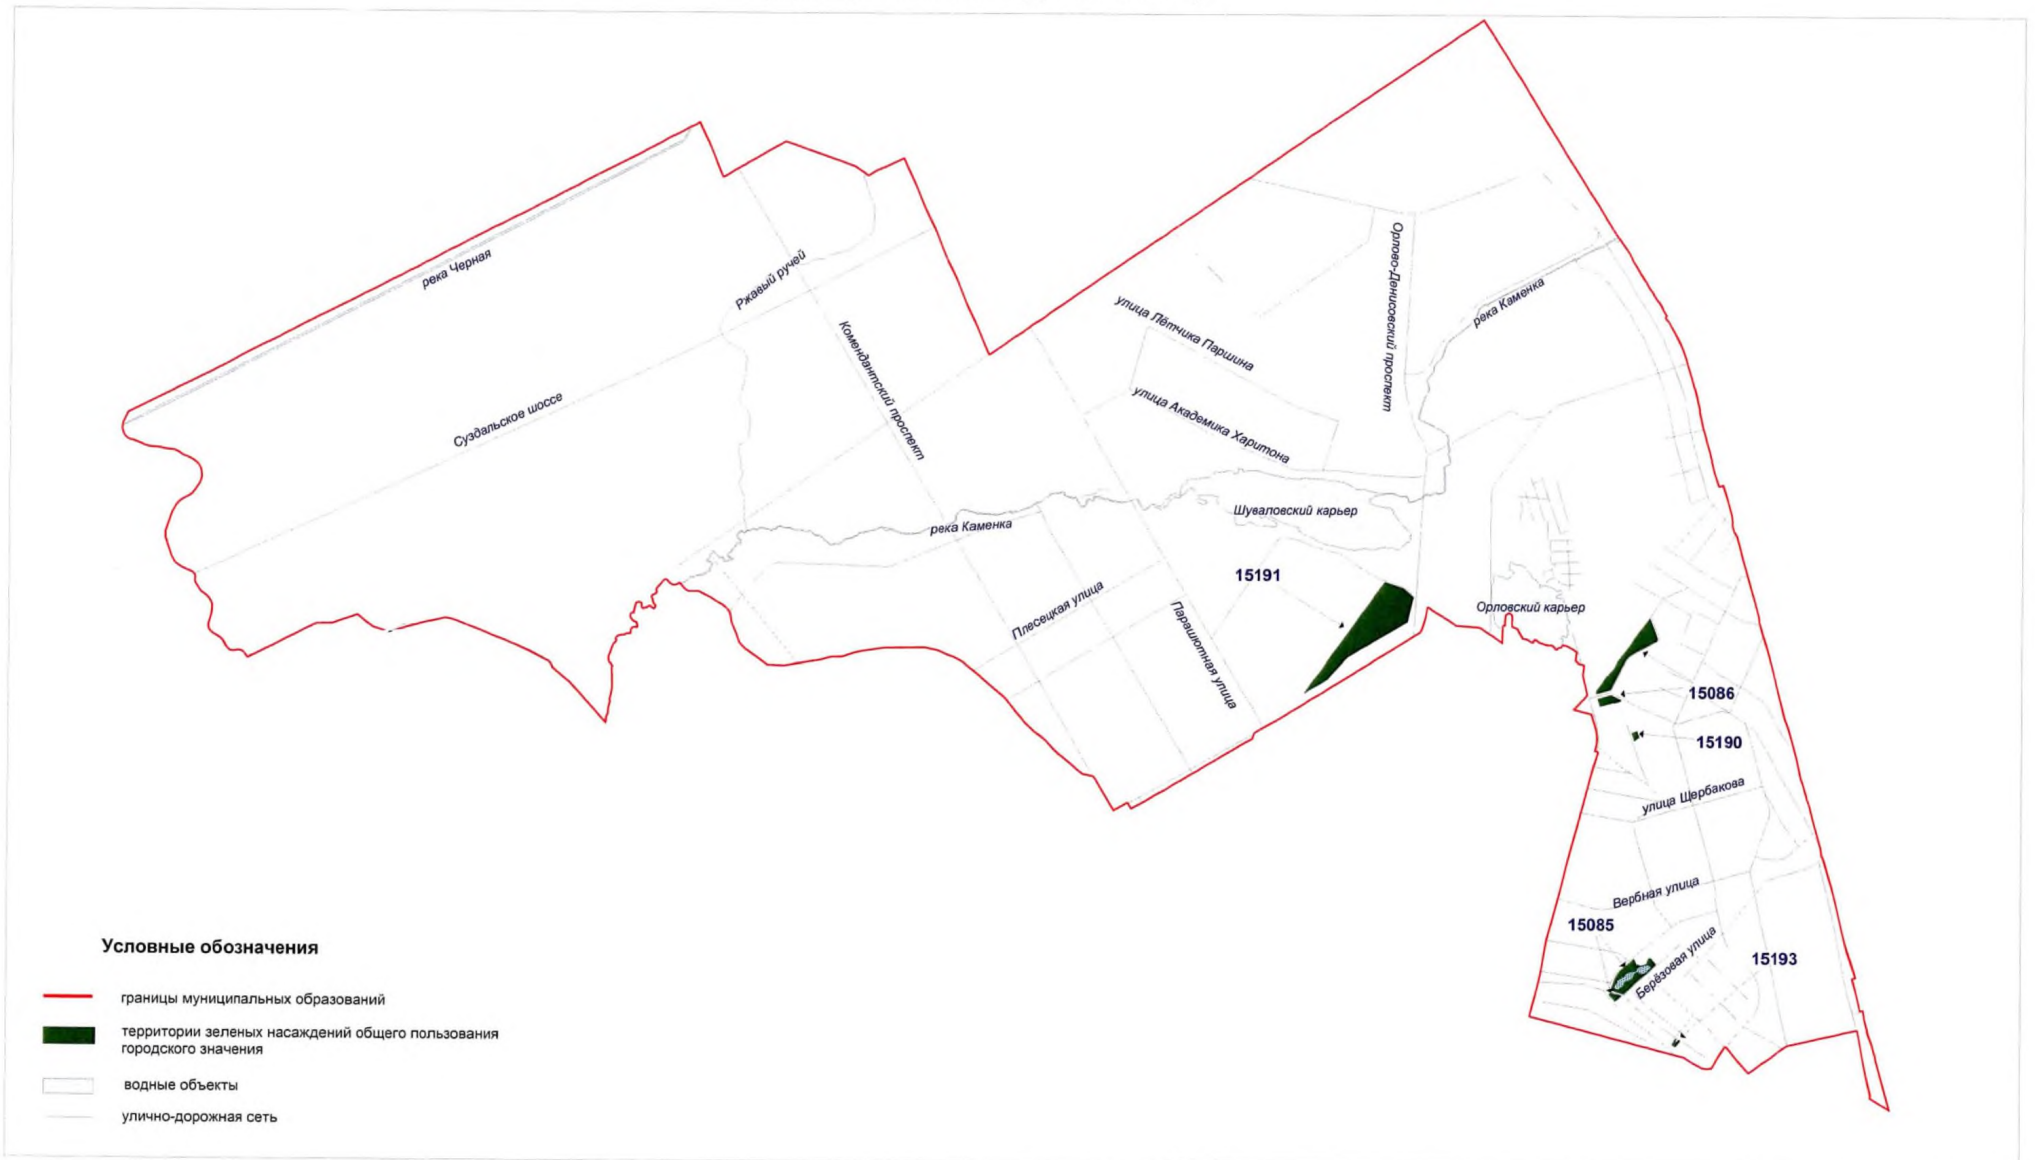 река Черная
Ржавый ручей
Суздальское шоссе
Комендантский проспект
улица Лётчика Паршина
улица Академика Харитона
Орлово-Денисовский проспект
река Каменка
Шуваловский карьер
река Каменка
15191
Плесецкая улица
Парашютная улица
Орловский карьер
15086
15190
улица Щербакова
Вербная улица
15085
Берёзовая улица
15193
Условные обозначения
границы муниципальных образований
территории зеленых насаждений общего пользования
городского значения
водные объекты
улично-дорожная сеть